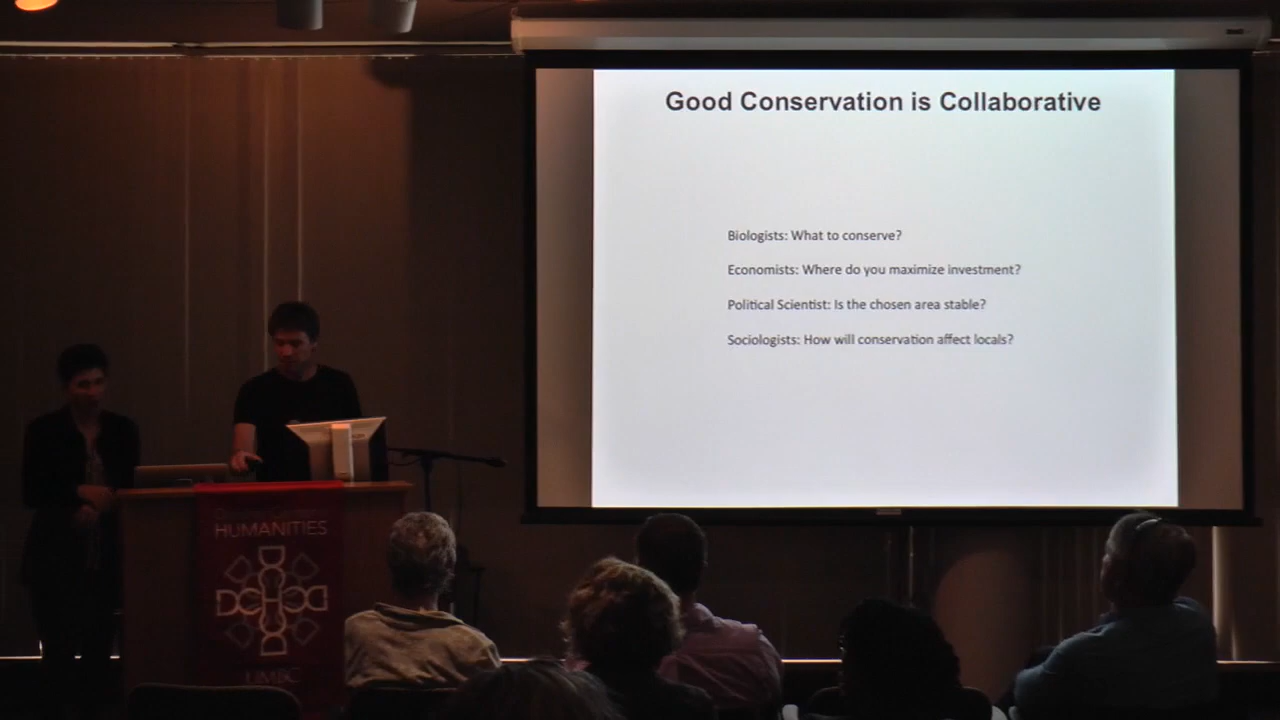 Good Conservation is Collaborative
Biologists: What to conserve?
Economists: Where do you maximize investment?
Political Scientist: Is the chosen area stable?
Sociologists: How will conservation affect locals?
HUMANITIES
UMBC